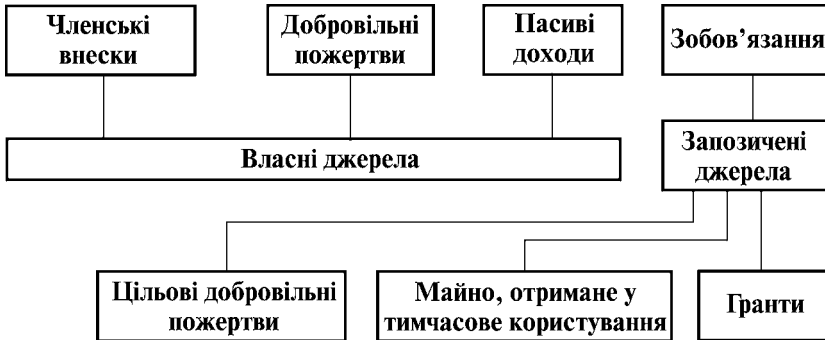 Членські
внески
Добровільні
пожертви
Пасиві
доходи
Зобов’язання
Власні джерела
Запозичені
джерела
Цільові добровільні
пожертви
Майно, отримане у
тимчасове користування
Гранти